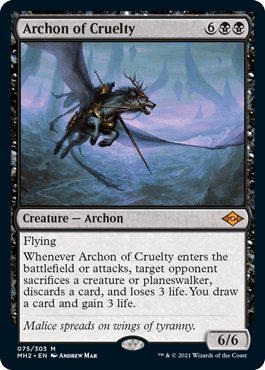 Archon of Cruelty 6
Creature — Archon
Flying
Whenever Archon of Cruelty enters the
battlefield or attacks, target opponent
sacrifices a creature or planeswalker,
discards a card, and loses 3 life. You draw
a card and gain 3 life.
Malice spreads on wings of tyranny.
6/6
075/303 M
MH2 • EN ANDREW MAR
™ & © 2021 Wizards of the Coast